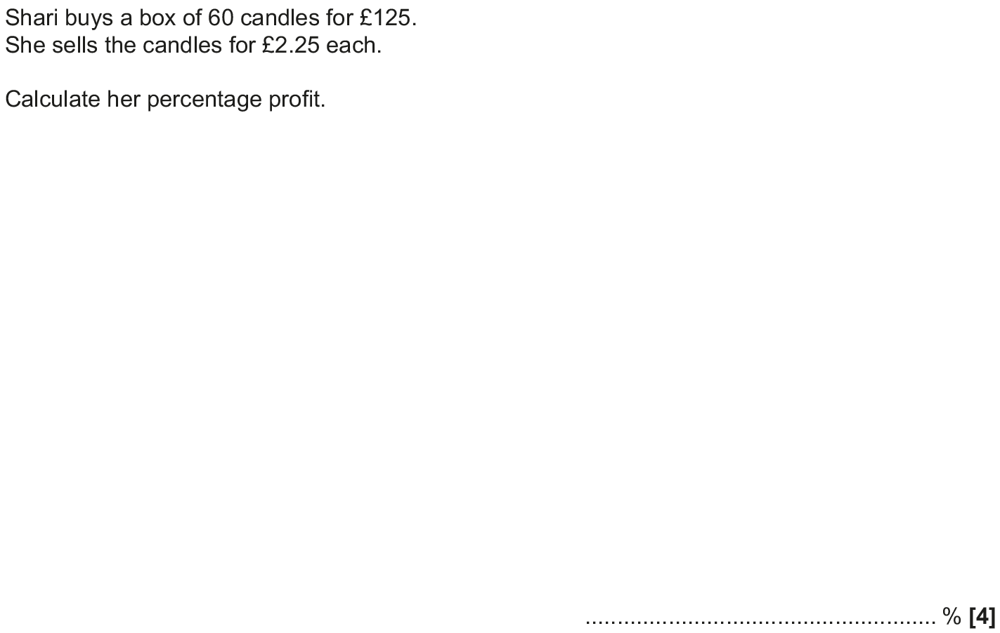 Shari buys a box of 60 candles for £125.
She sells the candles for £2.25 each.
Calculate her percentage profit.
...................................................... % [4]